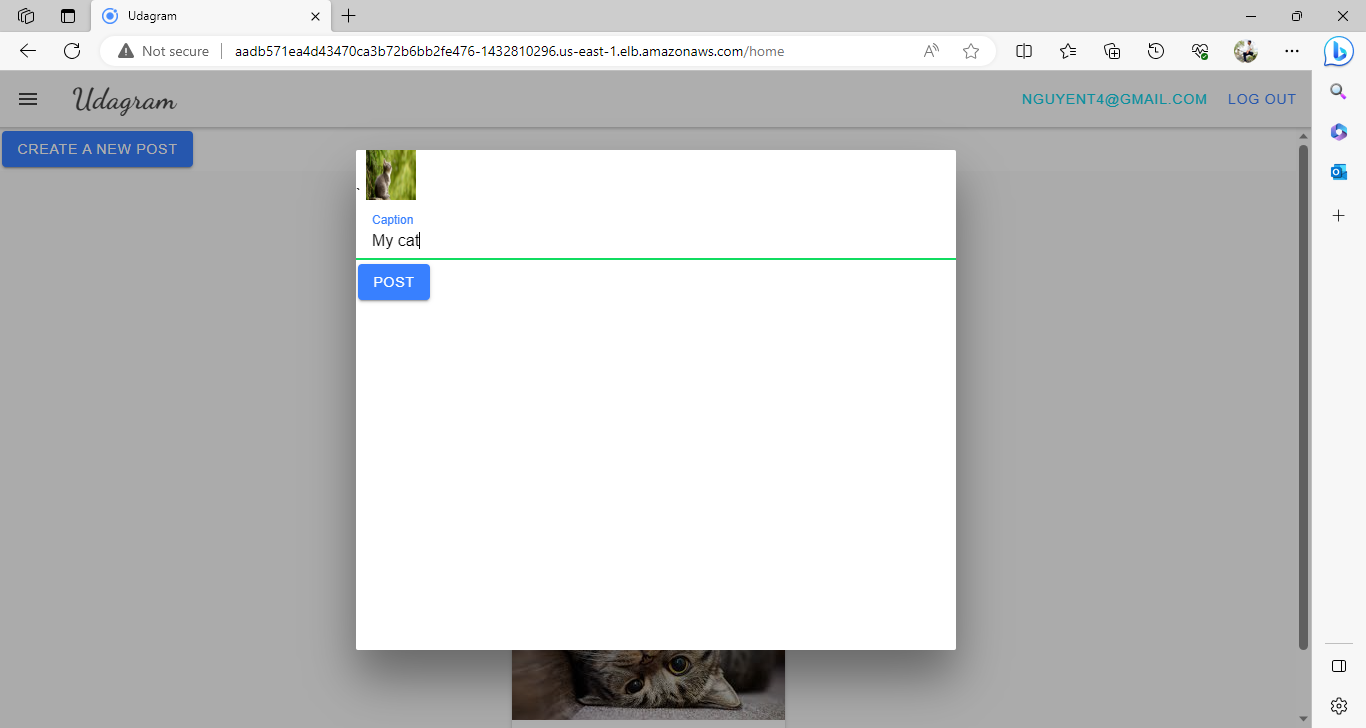 Udagram
Not secure
aadb571ea4d43470ca3b72b6bb2fe476-1432810296.us-east-1.elb.amazonaws.com/home
Udagram
NGUYENT4@GMAIL.COM
LOG OUT
CREATE A NEW POST
`
Caption
My cat
POST